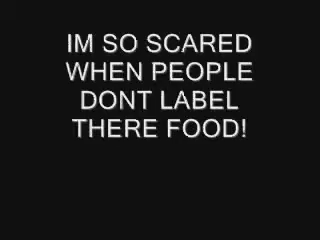 IM SO SCARED
WHEN PEOPLE
DONT LABEL
THERE FOOD!